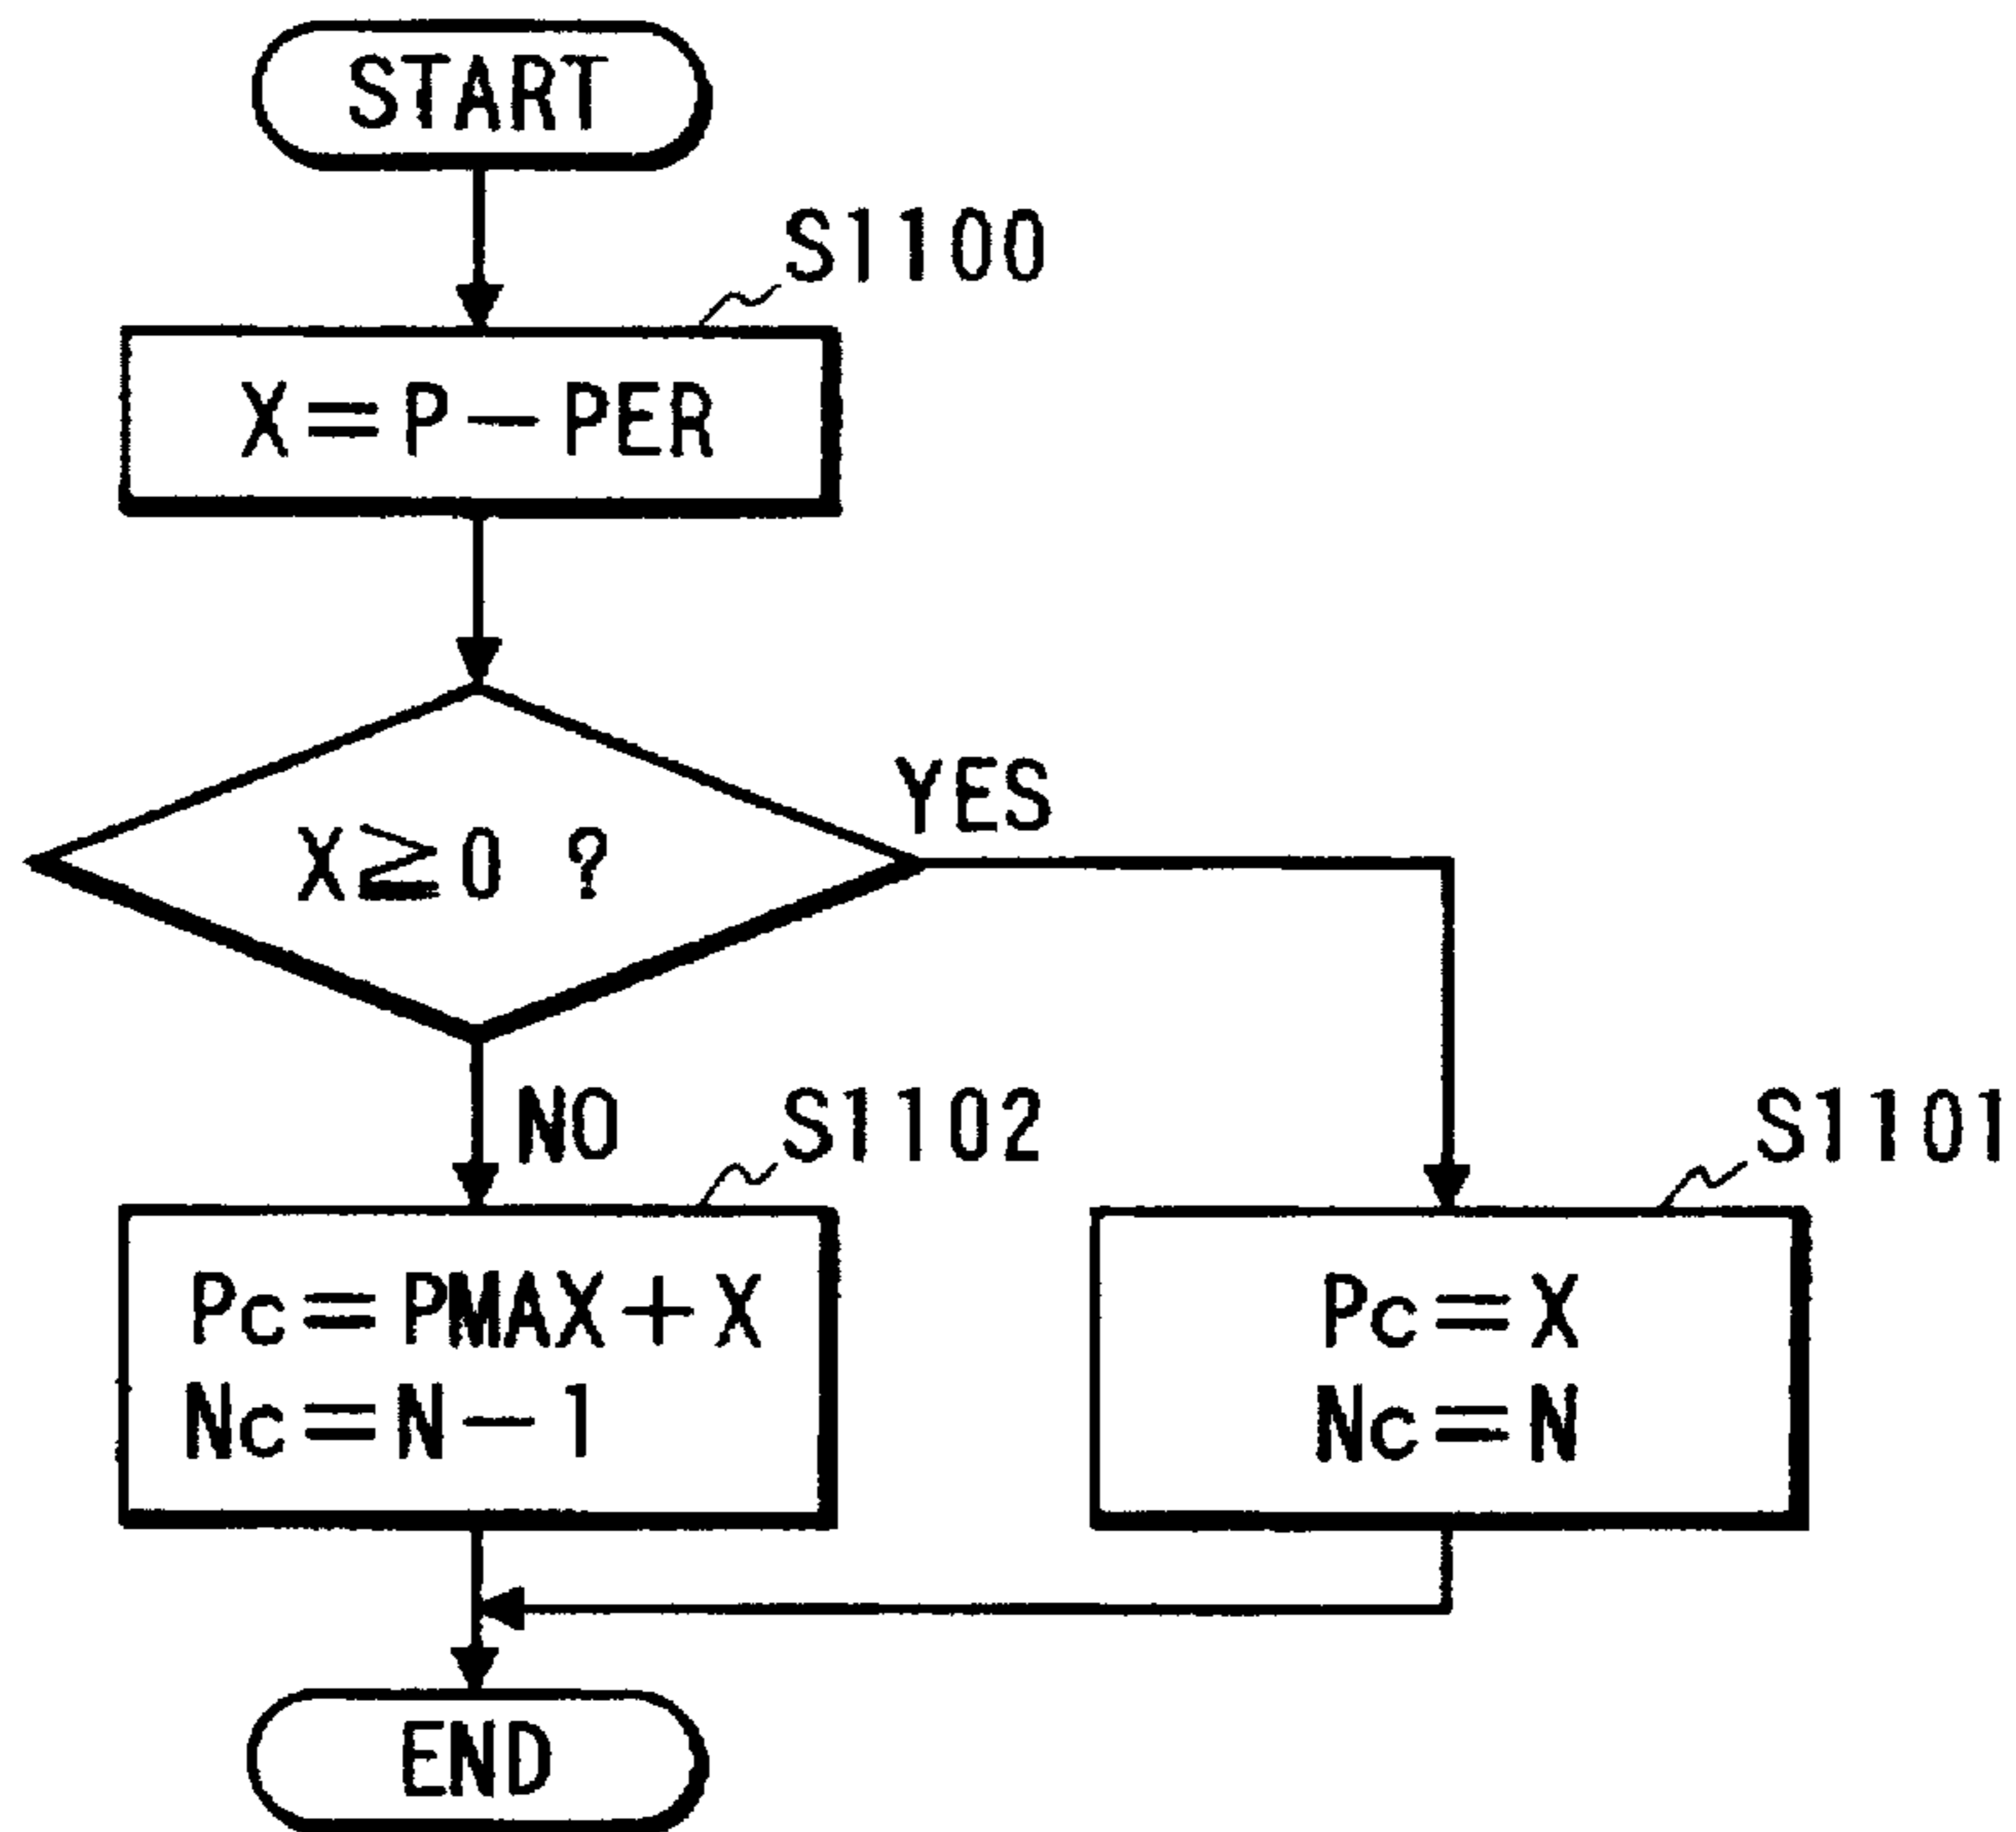 START
S1100
X=P-PER
X≧0?
YES
NO
S1102
S1101
Pc=PMAX+X
Nc=N-1
Pc=X
Nc=N
END